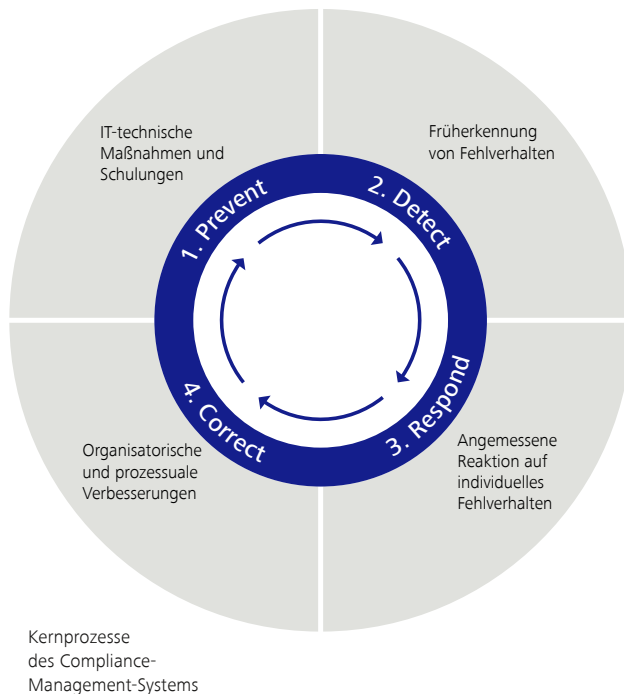 IT-technische
Maßnahmen und
Schulungen
1. Prevent
Früherkennung
von Fehlverhalten
2. Detect
Angemessene
Reaktion auf
individuelles
Fehlverhalten
3. Respond
Organisatorische
und prozessuale
Verbesserungen
4. Correct
Kernprozesse
des Compliance-
Management-Systems